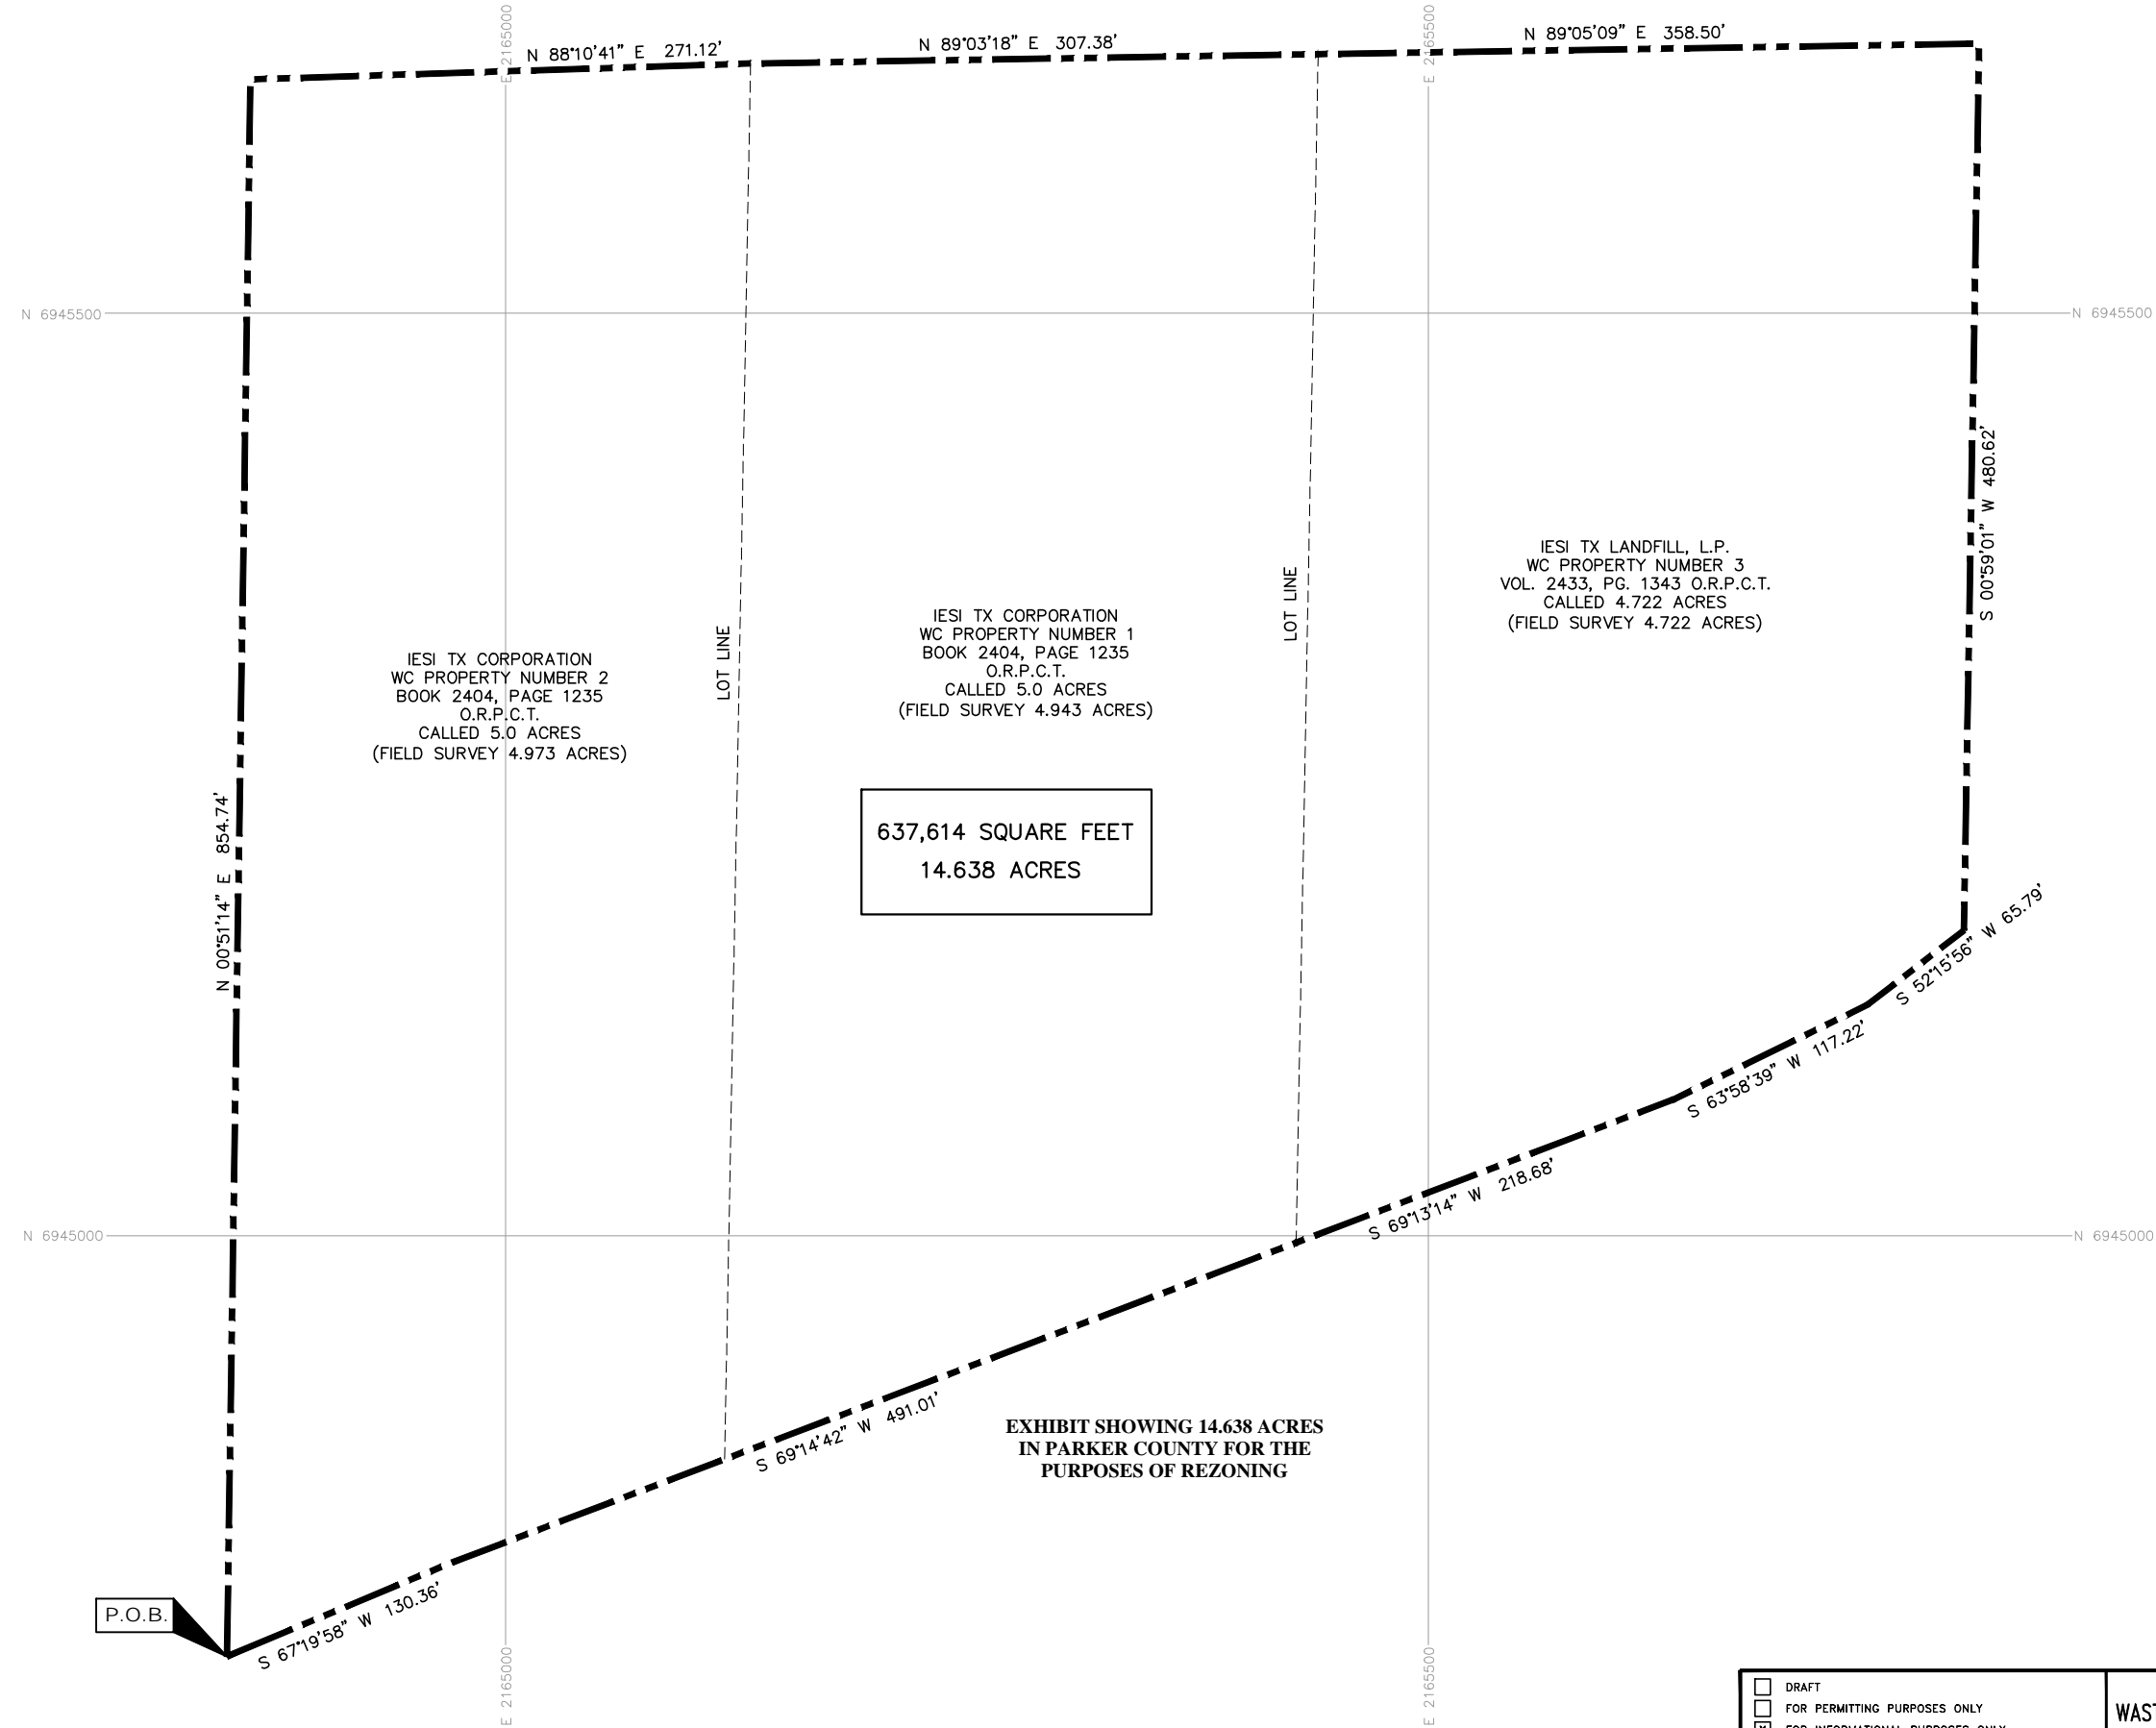 E 2165000
E 2165500
N 88°10'41" E 271.12'
N 89°03'18" E 307.38'
N 89°05'09" E 358.50'
N 6945500
N 6945500
S 00°59'01" W 480.62'
IESI TX LANDFILL, L.P.
WC PROPERTY NUMBER 3
VOL. 2433, PG. 1343 O.R.P.C.T.
CALLED 4.722 ACRES
(FIELD SURVEY 4.722 ACRES)
LOT LINE
IESI TX CORPORATION
WC PROPERTY NUMBER 1
BOOK 2404, PAGE 1235
O.R.P.C.T.
CALLED 5.0 ACRES
(FIELD SURVEY 4.943 ACRES)
LOT LINE
IESI TX CORPORATION
WC PROPERTY NUMBER 2
BOOK 2404, PAGE 1235
O.R.P.C.T.
CALLED 5.0 ACRES
(FIELD SURVEY 4.973 ACRES)
637,614 SQUARE FEET
14.638 ACRES
N 00°51'14" E 854.74'
S 52°15'56" W 65.79'
S 63°58'39" W 117.22'
S 69°13'14" W 218.68'
N 6945000
N 6945000
S 69°14'42" W 491.01'
EXHIBIT SHOWING 14.638 ACRES
IN PARKER COUNTY FOR THE
PURPOSES OF REZONING
S 67°19'58" W 130.36'
P.O.B.
E 2165000
E 2165500
DRAFT
FOR PERMITTING PURPOSES ONLY
FOR INFORMATIONAL PURPOSES ONLY
WAST